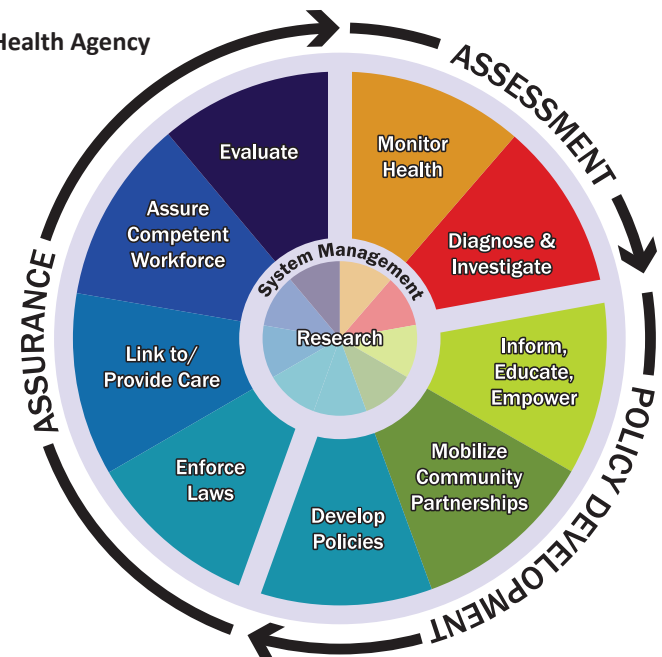 Health Agency
ASSESSMENT
Monitor
Health
Diagnose &
Investigate
POLICY DEVELOPMENT
Inform,
Educate,
Empower
Mobilize
Community
Partnerships
Develop
Policies
ASSURANCE
Enforce
Laws
Link to/
Provide Care
Assure
Competent
Workforce
Evaluate
System Management
Research